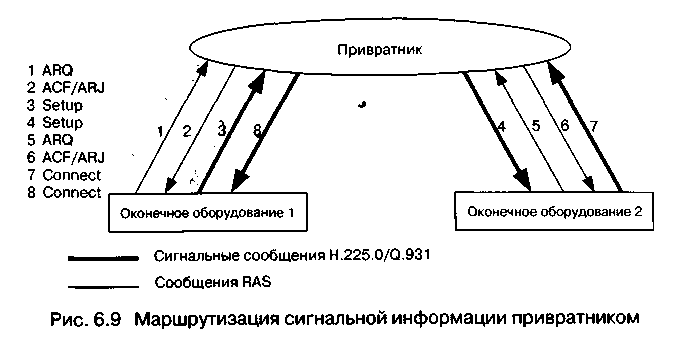 Привратник
1 ARQ
2 ACF/ARJ
3 Setup
4 Setup
5 ARQ
6 ACF/ARJ
7 Connect
8 Connect
1 2 3 8 4 5 6 7
Оконечное оборудование 1
Оконечное оборудование 2
Сигнальные сообщения H.225.0/Q.931
Сообщения RAS
Рис. 6.9 Маршрутизация сигнальной информации привратником